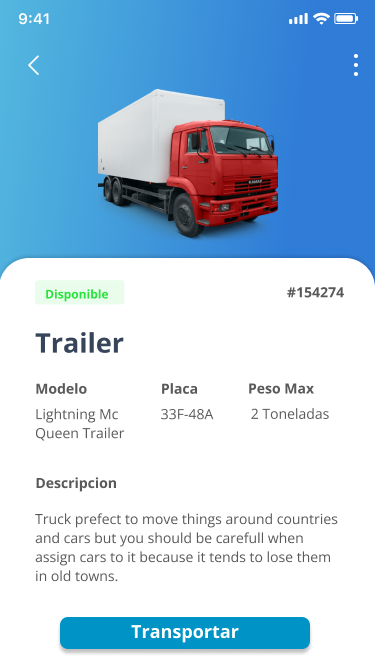 9:41
Disponible
#154274
Trailer
Modelo Placa Peso Max
Lightning Mc Queen Trailer 33F-48A 2 Toneladas
Descripcion
Truck prefect to move things around countries
and cars but you should be carefull when
assign cars to it because it tends to lose them
in old towns.
Transportar